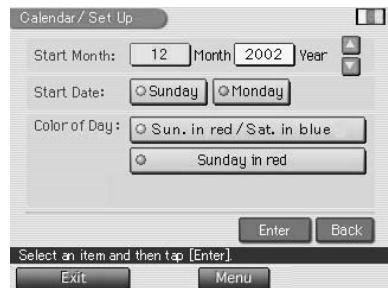 Calendar/Set Up
Start Month: 12 Month 2002 Year
Start Date: Sunday Monday
Color of Day: Sun. in red/Sat. in blue
Sunday in red
Enter Back
Select an item and then tap [Enter].
Exit Menu